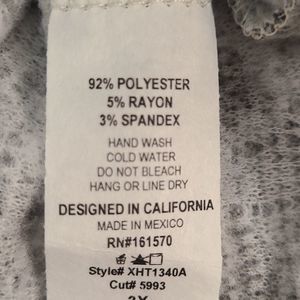 92% POLYESTER
5% RAYON
3% SPANDEX
HAND WASH
COLD WATER
DO NOT BLEACH
HANG OR LINE DRY
DESIGNED IN CALIFORNIA
MADE IN MEXICO
RN#161570
Style# XHT1340A
Cut# 5993
2X